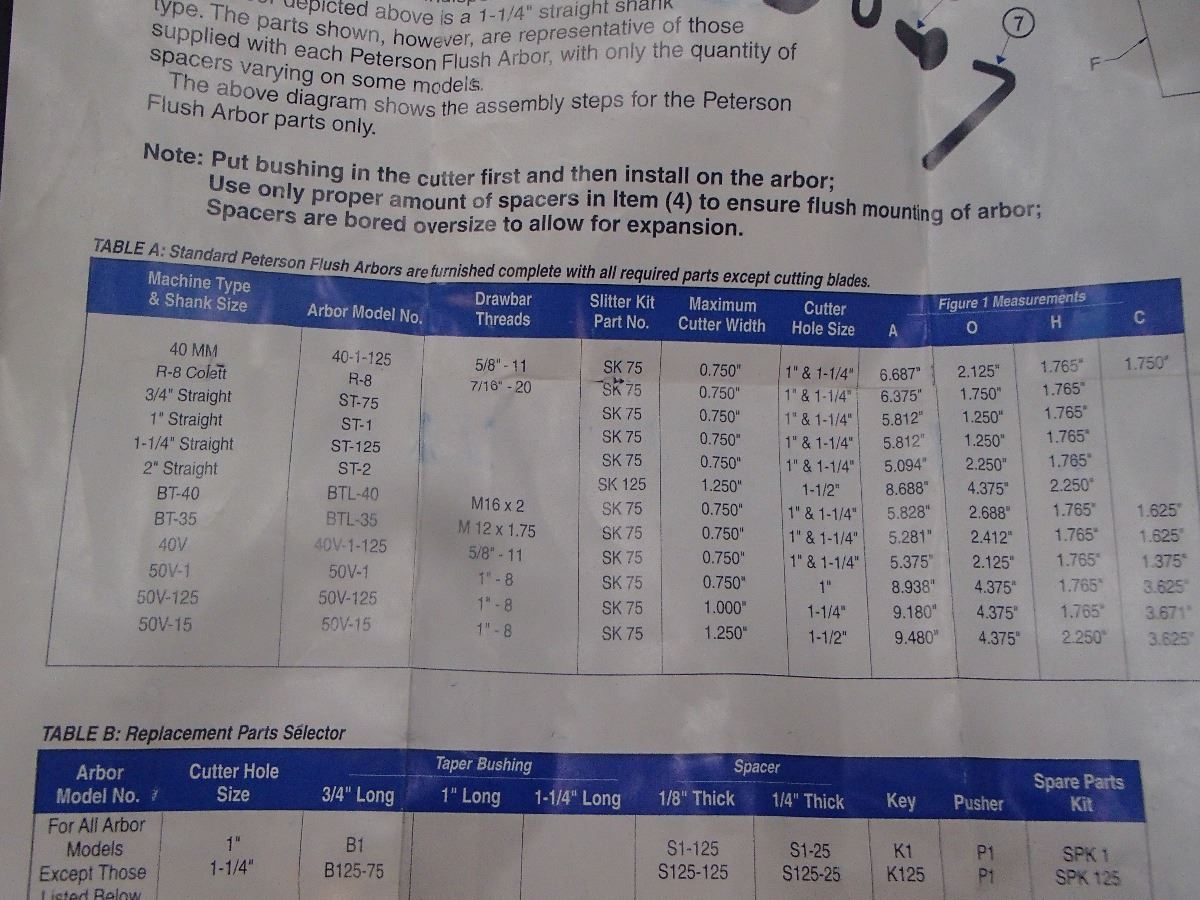 depicted above is a 1-1/4" straight shank
type. The parts shown, however, are representative of those
supplied with each Peterson Flush Arbor, with only the quantity of
spacers varying on some models.
The above diagram shows the assembly steps for the Peterson
Flush Arbor parts only.
7
F
Note: Put bushing in the cutter first and then install on the arbor;
Use only proper amount of spacers in Item (4) to ensure flush mounting of arbor;
Spacers are bored oversize to allow for expansion.
TABLE A: Standard Peterson Flush Arbors are furnished complete with all required parts except cutting blades.
Machine Type & Shank Size Arbor Model No. Drawbar Threads Slitter Kit Part No. Maximum Cutter Width Cutter Hole Size Figure 1 Measurements A O H C
40 MM 40-1-125 5/8" - 11 SK 75 0.750" 1" & 1-1/4" 6.687" 2.125" 1.765" 1.750"
R-8 Colett R-8 7/16" - 20 SK 75 0.750" 1" & 1-1/4" 6.375" 1.750" 1.765"
3/4" Straight ST-75 SK 75 0.750" 1" & 1-1/4" 5.812" 1.250" 1.765"
1" Straight ST-1 SK 75 0.750" 1" & 1-1/4" 5.812" 1.250" 1.765"
1-1/4" Straight ST-125 SK 75 0.750" 1" & 1-1/4" 5.094" 2.250" 1.765"
2" Straight ST-2 SK 125 1.250" 1-1/2" 8.688" 4.375" 2.250"
BT-40 BTL-40 M16 x 2 SK 75 0.750" 1" & 1-1/4" 5.828" 2.688" 1.765" 1.625"
BT-35 BTL-35 M 12 x 1.75 SK 75 0.750" 1" & 1-1/4" 5.281" 2.412" 1.765" 1.625"
40V 40V-1-125 5/8" - 11 SK 75 0.750" 1" & 1-1/4" 5.375" 2.125" 1.765" 1.375"
50V-1 50V-1 1" - 8 SK 75 0.750" 1" 8.938" 4.375" 1.765" 3.625"
50V-125 50V-125 1" - 8 SK 75 1.000" 1-1/4" 9.180" 4.375" 1.765" 3.671"
50V-15 50V-15 1" - 8 SK 75 1.250" 1-1/2" 9.480" 4.375" 2.250" 3.625"
TABLE B: Replacement Parts Selector
Taper Bushing Spacer
Arbor Model No. Cutter Hole Size 3/4" Long 1" Long 1-1/4" Long 1/8" Thick 1/4" Thick Key Pusher Spare Parts Kit
For All Arbor
Models 1" B1 S1-125 S1-25 K1 P1 SPK 1
Except Those 1-1/4" B125-75 S125-125 S125-25 K125 P1 SPK 125
Listed Below